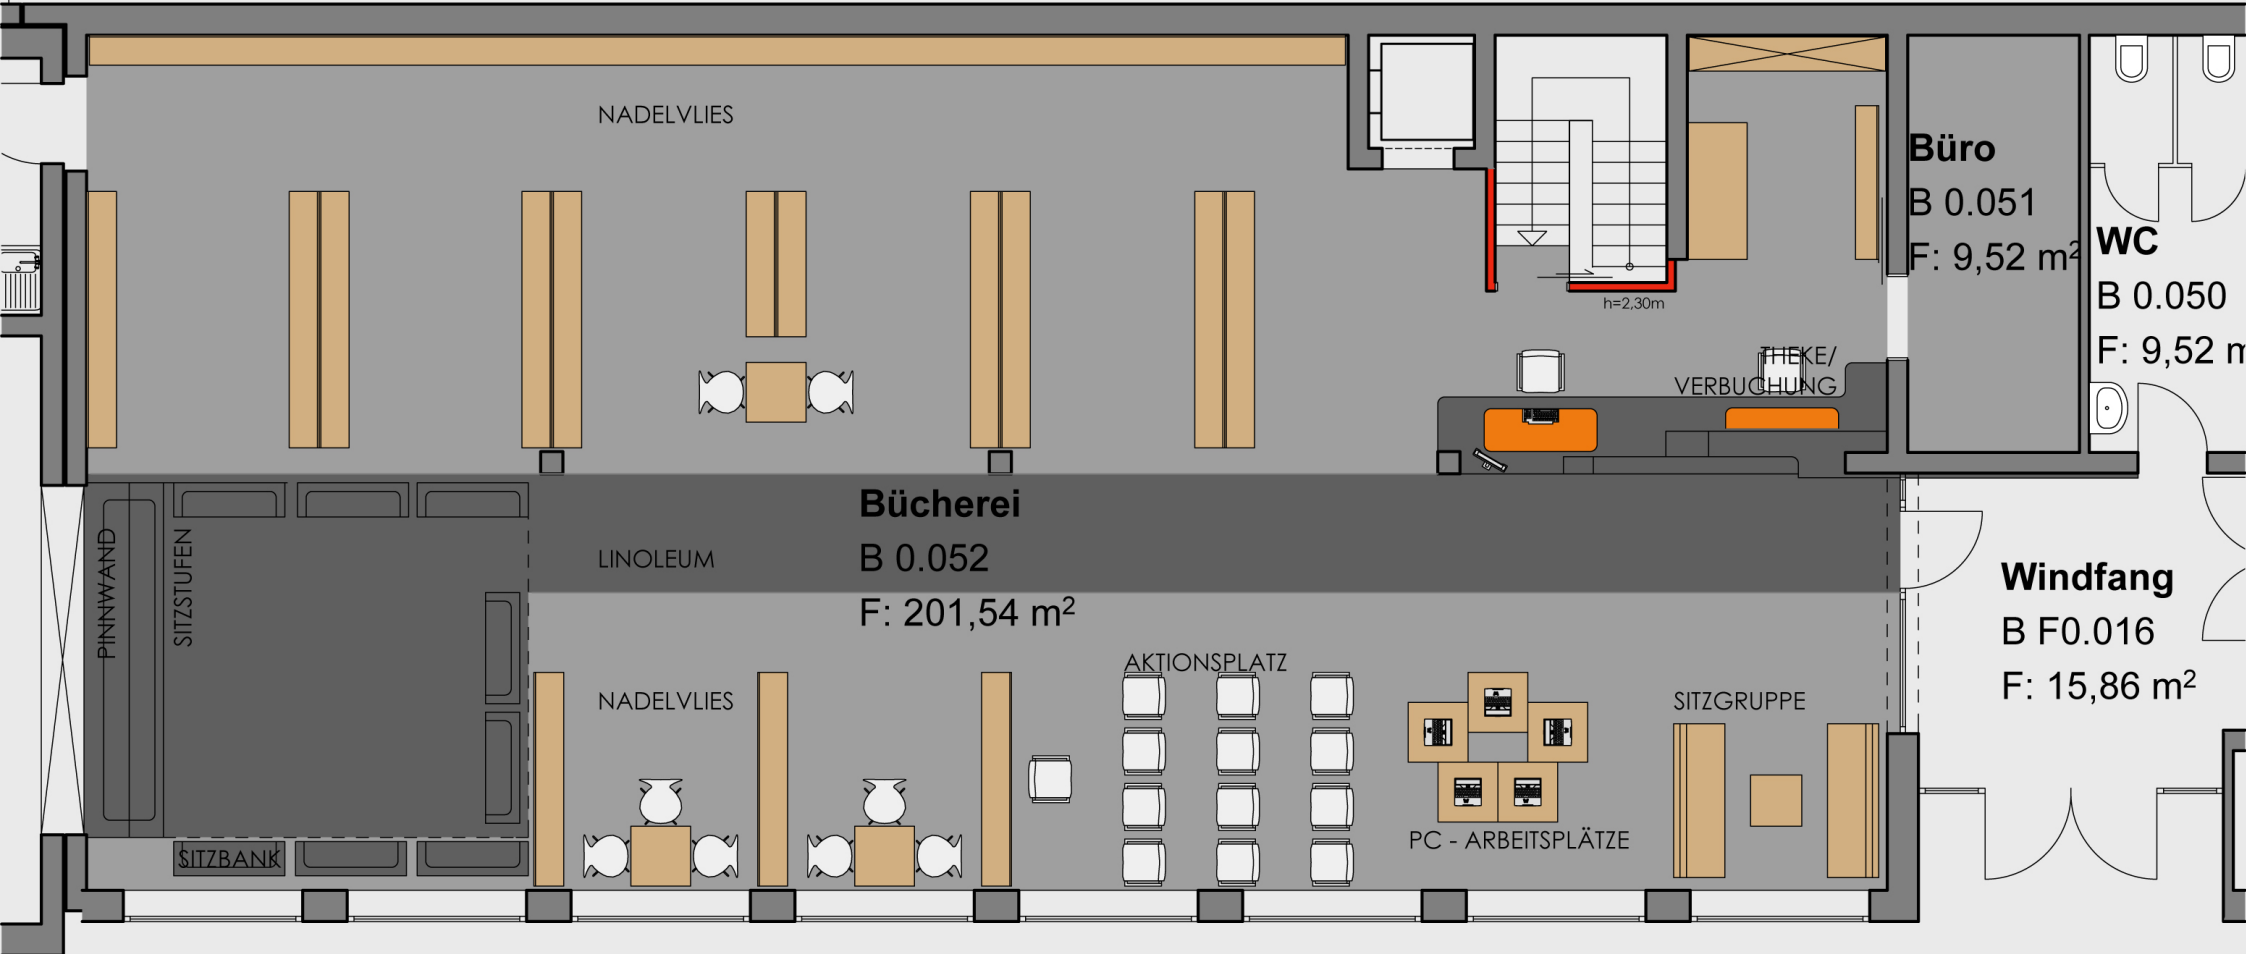 NADELVLIES
Büro
B 0.051
F: 9,52 m²
WC
B 0.050
F: 9,52 m
h=2,30m
THEKE/
VERBUCHUNG
PINNWAND
SITZSTUFEN
LINOLEUM
Bücherei
B 0.052
F: 201,54 m²
Windfang
B F0.016
F: 15,86 m²
NADELVLIES
AKTIONSPLATZ
SITZGRUPPE
PC - ARBEITSPLÄTZE
SITZBANK